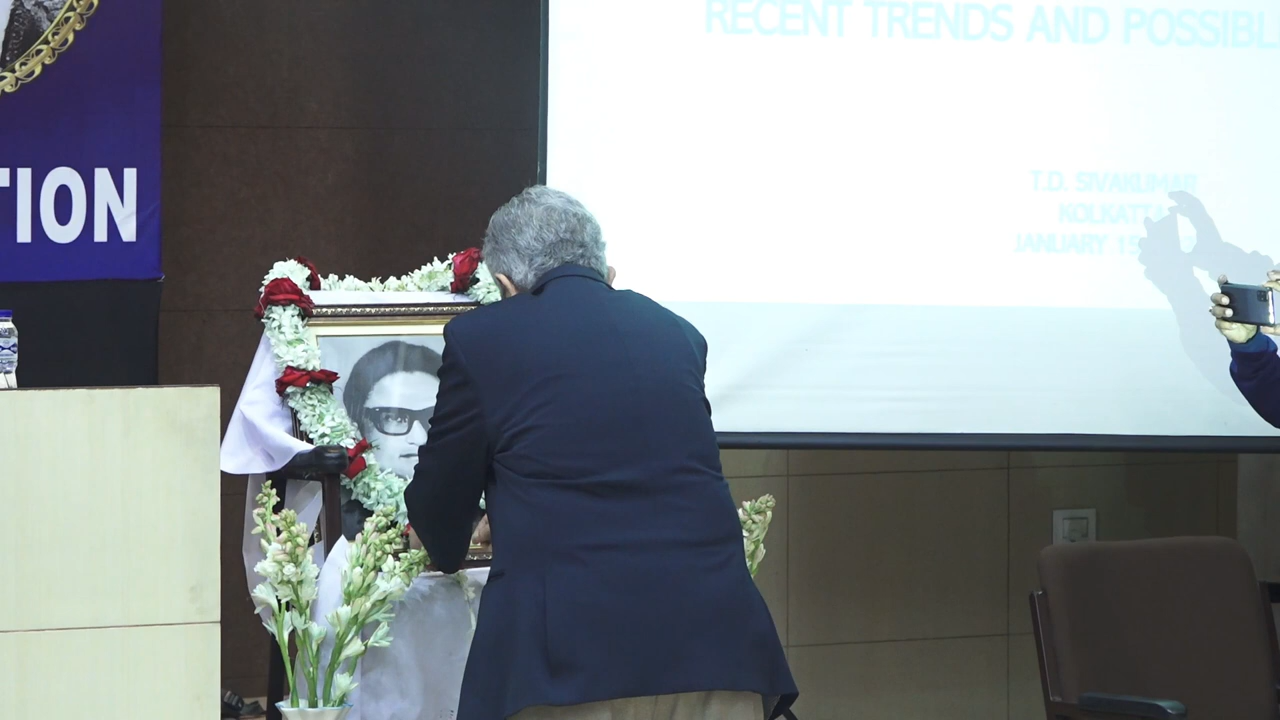 TION
RECENT TRENDS AND POSSIBL
T.D. SIVAKUMAR
KOLKATTA
JANUARY 15